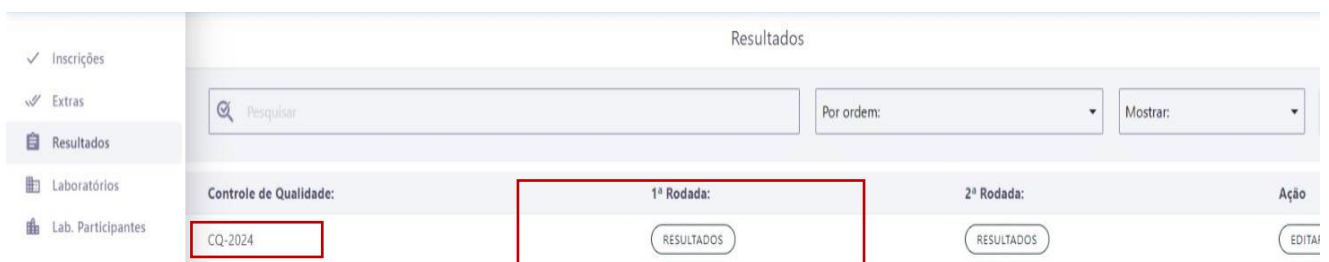 Resultados
Inscrições
Extras
Resultados
Laboratórios
Lab. Participantes
Pesquisar
Por ordem:
Mostrar:
Controle de Qualidade:
1ª Rodada:
2ª Rodada:
Ação
CQ-2024
RESULTADOS
RESULTADOS
EDITAR